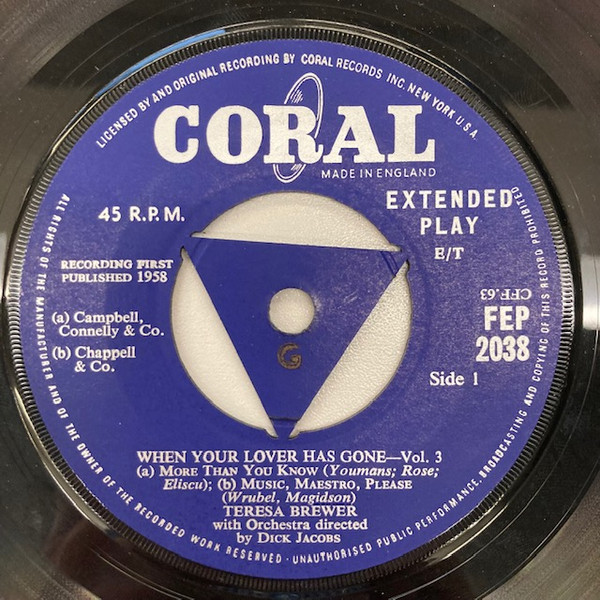 LICENSED BY AND ORIGINAL RECORDING BY CORAL RECORDS INC. NEW YORK U.S.A.
CORAL
MADE IN ENGLAND
45 R.P.M.
EXTENDED PLAY
E/T
RECORDING FIRST
PUBLISHED 1958
(a) Campbell,
Connelly & Co.
(b) Chappell
& Co.
CFF.63
FEP
2038
Side 1
G
WHEN YOUR LOVER HAS GONE—Vol. 3
(a) MORE THAN YOU KNOW (Youmans; Rose;
Eliscu); (b) MUSIC, MAESTRO, PLEASE
(Wrubel, Magidson)
TERESA BREWER
with Orchestra directed
by DICK JACOBS
ALL RIGHTS OF THE MANUFACTURER AND OF THE OWNER OF THE RECORDED WORK RESERVED · UNAUTHORISED PUBLIC PERFORMANCE, BROADCASTING AND COPYING OF THIS RECORD PROHIBITED